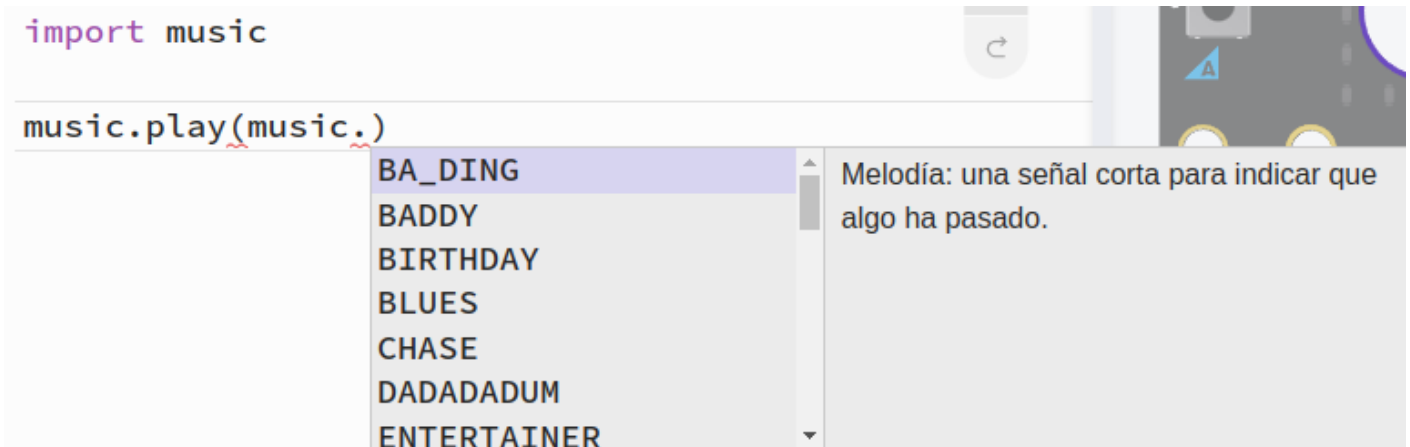 import music
A
music.play(music.)
BA_DING
BADDY
BIRTHDAY
BLUES
CHASE
DADADADUM
ENTERTAINER
Melodía: una señal corta para indicar que
algo ha pasado.